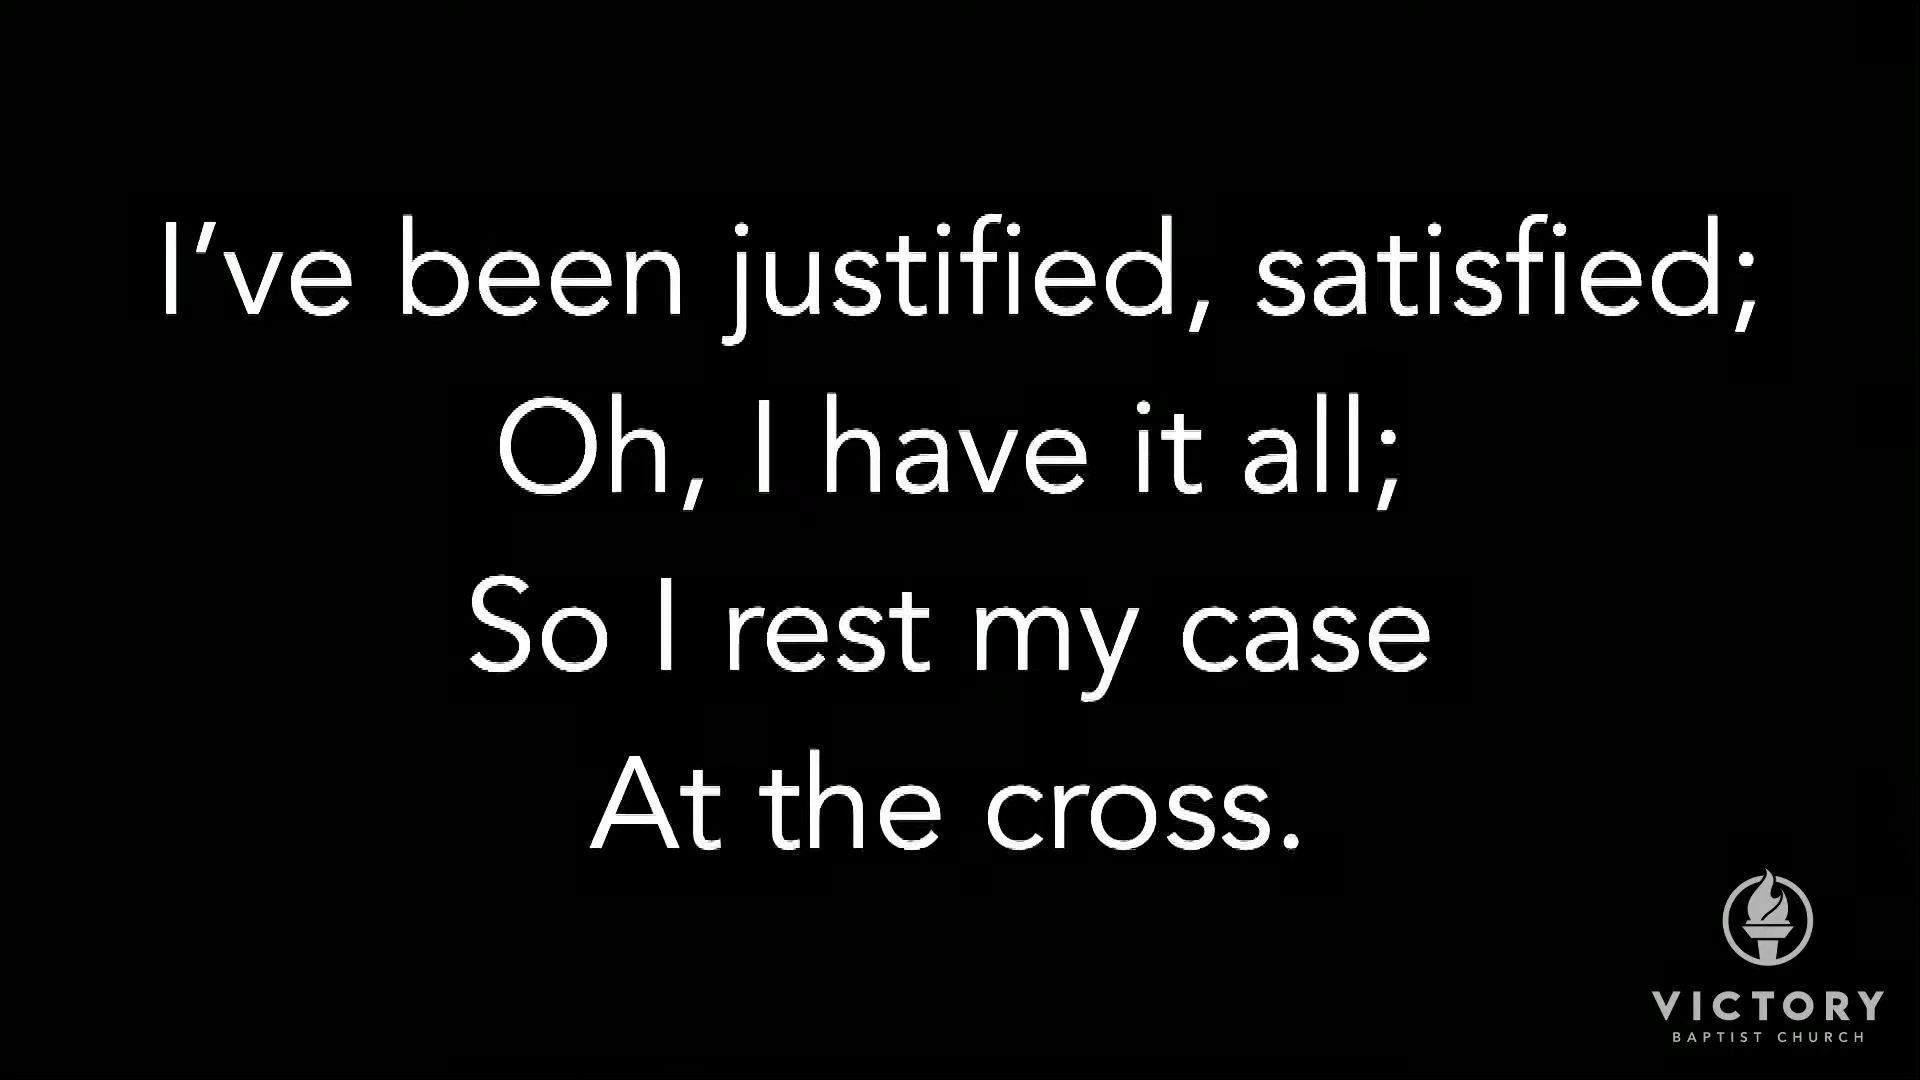 I’ve been justified, satisfied;
Oh, I have it all;
So I rest my case
At the cross.
VICTORY
BAPTIST CHURCH